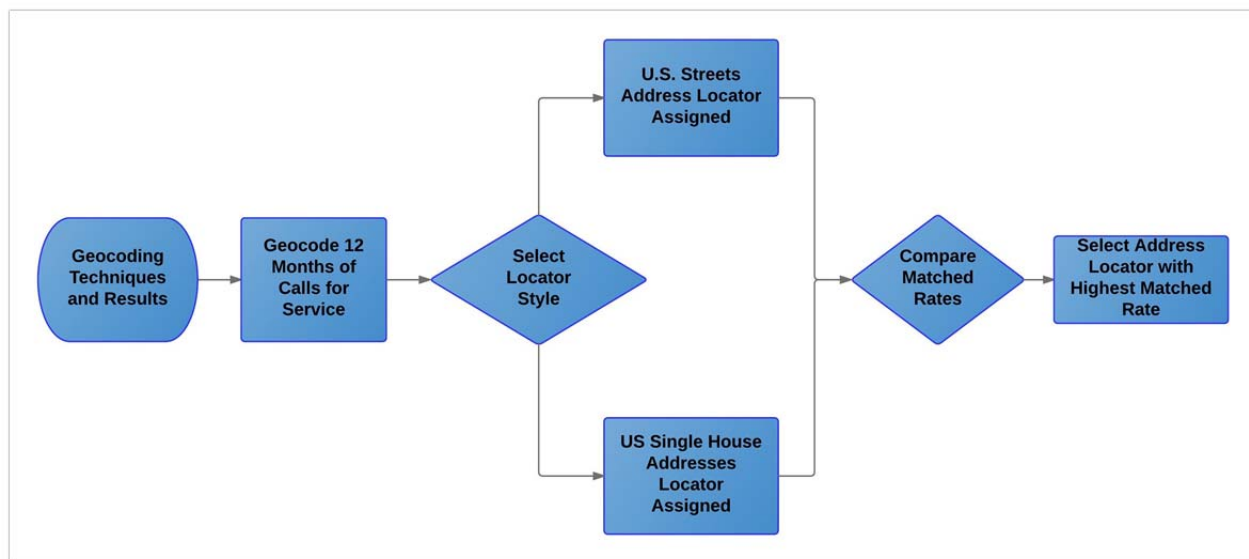 Geocoding
Techniques
and Results
Geocode 12
Months of
Calls for
Service
Select
Locator
Style
U.S. Streets
Address Locator
Assigned
US Single House
Addresses
Locator
Assigned
Compare
Matched
Rates
Select Address
Locator with
Highest Matched
Rate